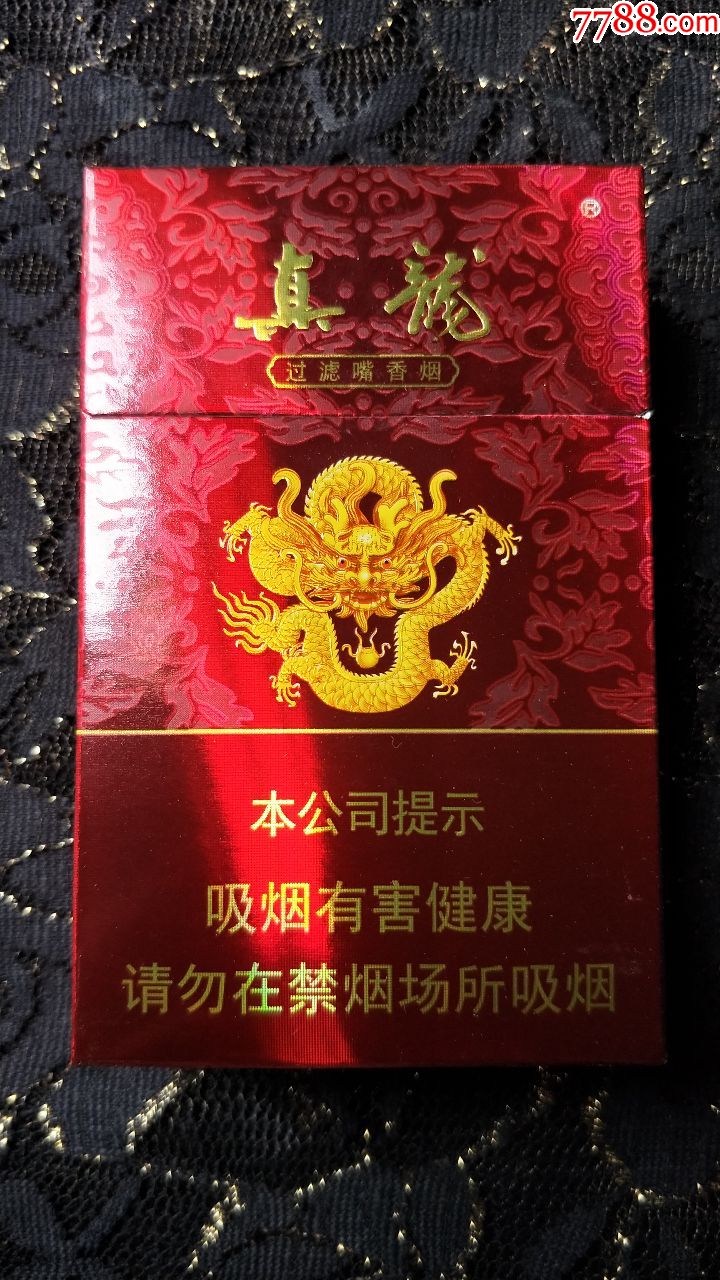 7788.com
真龙
®
过滤嘴香烟
本公司提示
吸烟有害健康
请勿在禁烟场所吸烟